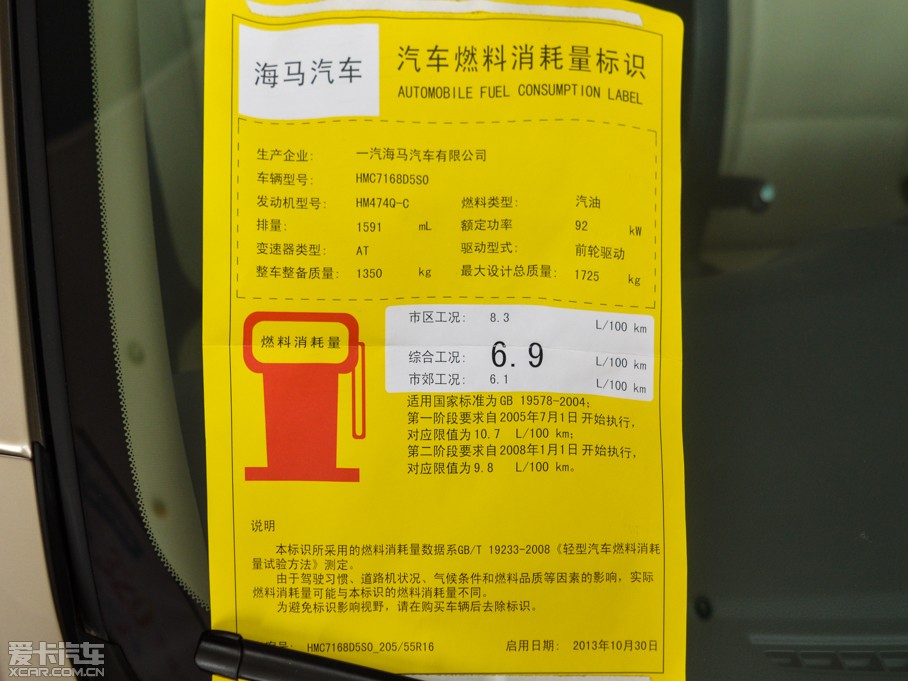 海马汽车
汽车燃料消耗量标识
AUTOMOBILE FUEL CONSUMPTION LABEL
生产企业: 一汽海马汽车有限公司
车辆型号: HMC7168D5S0
发动机型号: HM474Q-C 燃料类型: 汽油
排量: 1591 mL 额定功率 92 kW
变速器类型: AT 驱动型式: 前轮驱动
整车整备质量: 1350 kg 最大设计总质量: 1725 kg
燃料消耗量
市区工况: 8.3 L/100 km
综合工况: 6.9 L/100 km
市郊工况: 6.1 L/100 km
适用国家标准为GB 19578-2004;
第一阶段要求自2005年7月1日开始执行,
对应限值为10.7 L/100 km;
第二阶段要求自2008年1月1日开始执行,
对应限值为9.8 L/100 km。
说明
本标识所采用的燃料消耗量数据系GB/T 19233-2008《轻型汽车燃料消耗
量试验方法》测定。
由于驾驶习惯、道路机状况、气候条件和燃料品质等因素的影响，实际
燃料消耗量可能与本标识的燃料消耗量不同。
为避免标识影响视野，请在购买车辆后去除标识。
号: HMC7168D5S0_205/55R16 启用日期: 2013年10月30日
爱卡汽车
XCAR.COM.CN